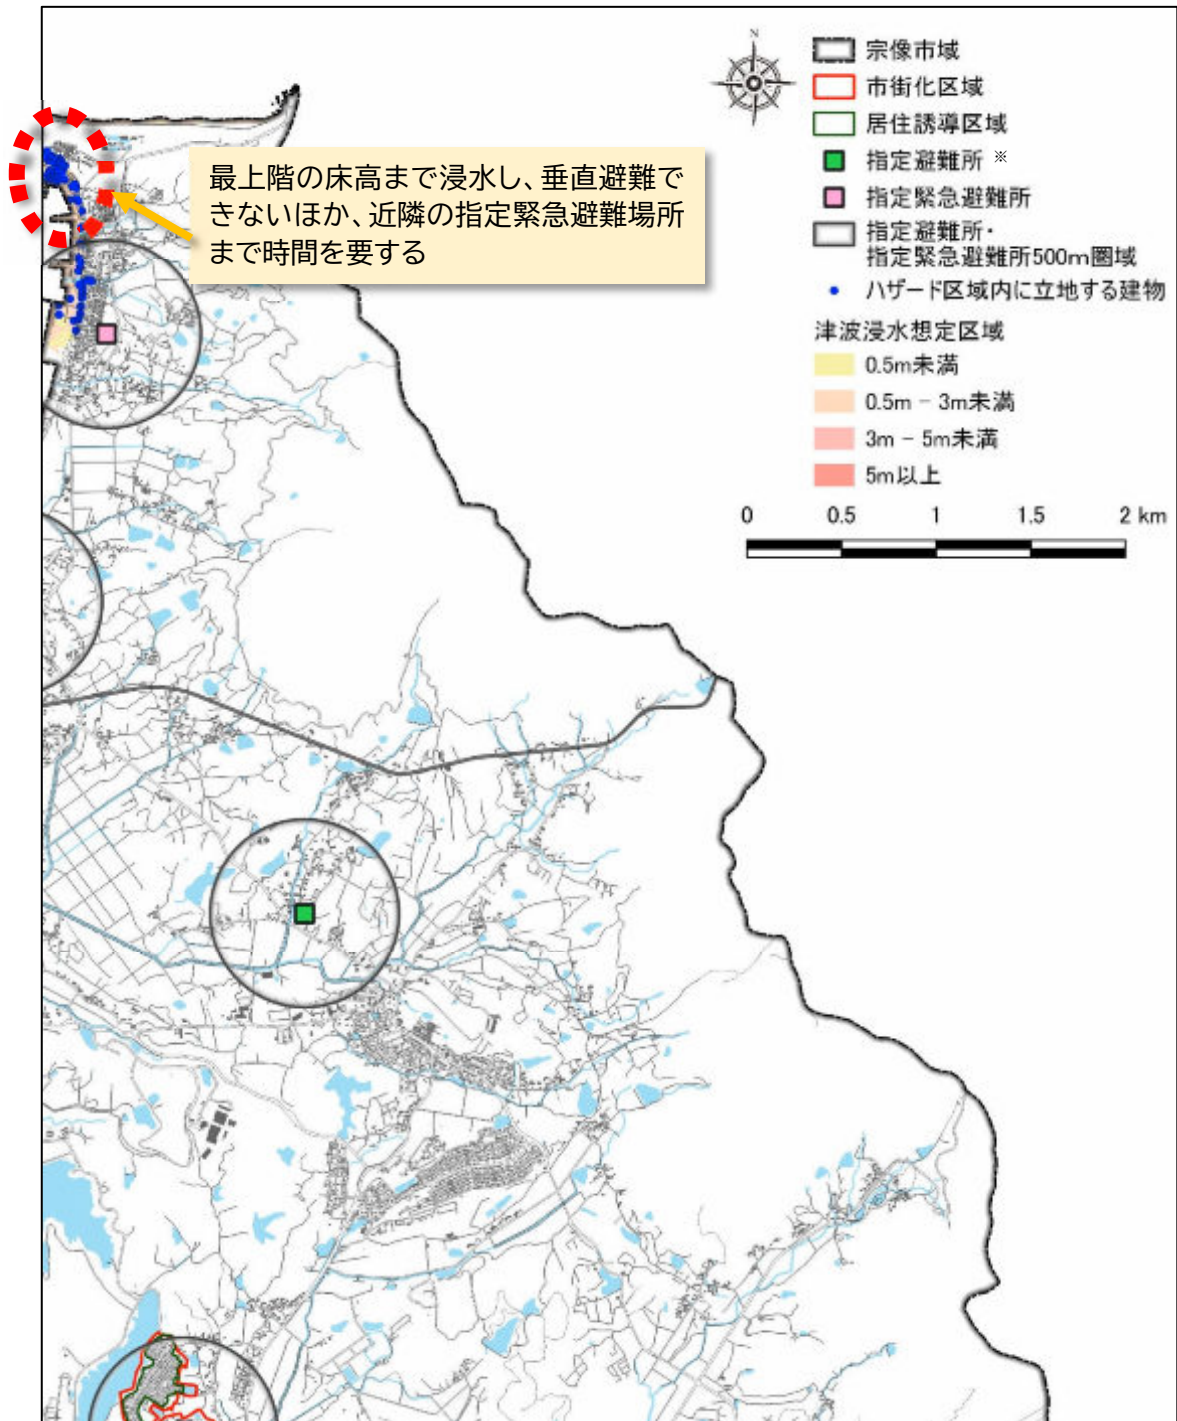 N
宗像市域
市街化区域
居住誘導区域
指定避難所 ※
指定緊急避難所
指定避難所・
指定緊急避難所500m圏域
ハザード区域内に立地する建物
津波浸水想定区域
0.5m未満
0.5m - 3m未満
3m - 5m未満
5m以上
0 0.5 1 1.5 2 km
最上階の床高まで浸水し、垂直避難で
きないほか、近隣の指定緊急避難場所
まで時間を要する